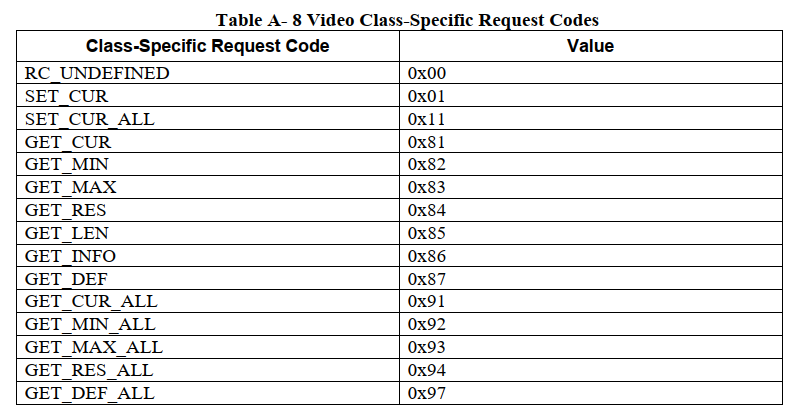 Table A- 8 Video Class-Specific Request Codes
Class-Specific Request Code Value
RC_UNDEFINED 0x00
SET_CUR 0x01
SET_CUR_ALL 0x11
GET_CUR 0x81
GET_MIN 0x82
GET_MAX 0x83
GET_RES 0x84
GET_LEN 0x85
GET_INFO 0x86
GET_DEF 0x87
GET_CUR_ALL 0x91
GET_MIN_ALL 0x92
GET_MAX_ALL 0x93
GET_RES_ALL 0x94
GET_DEF_ALL 0x97